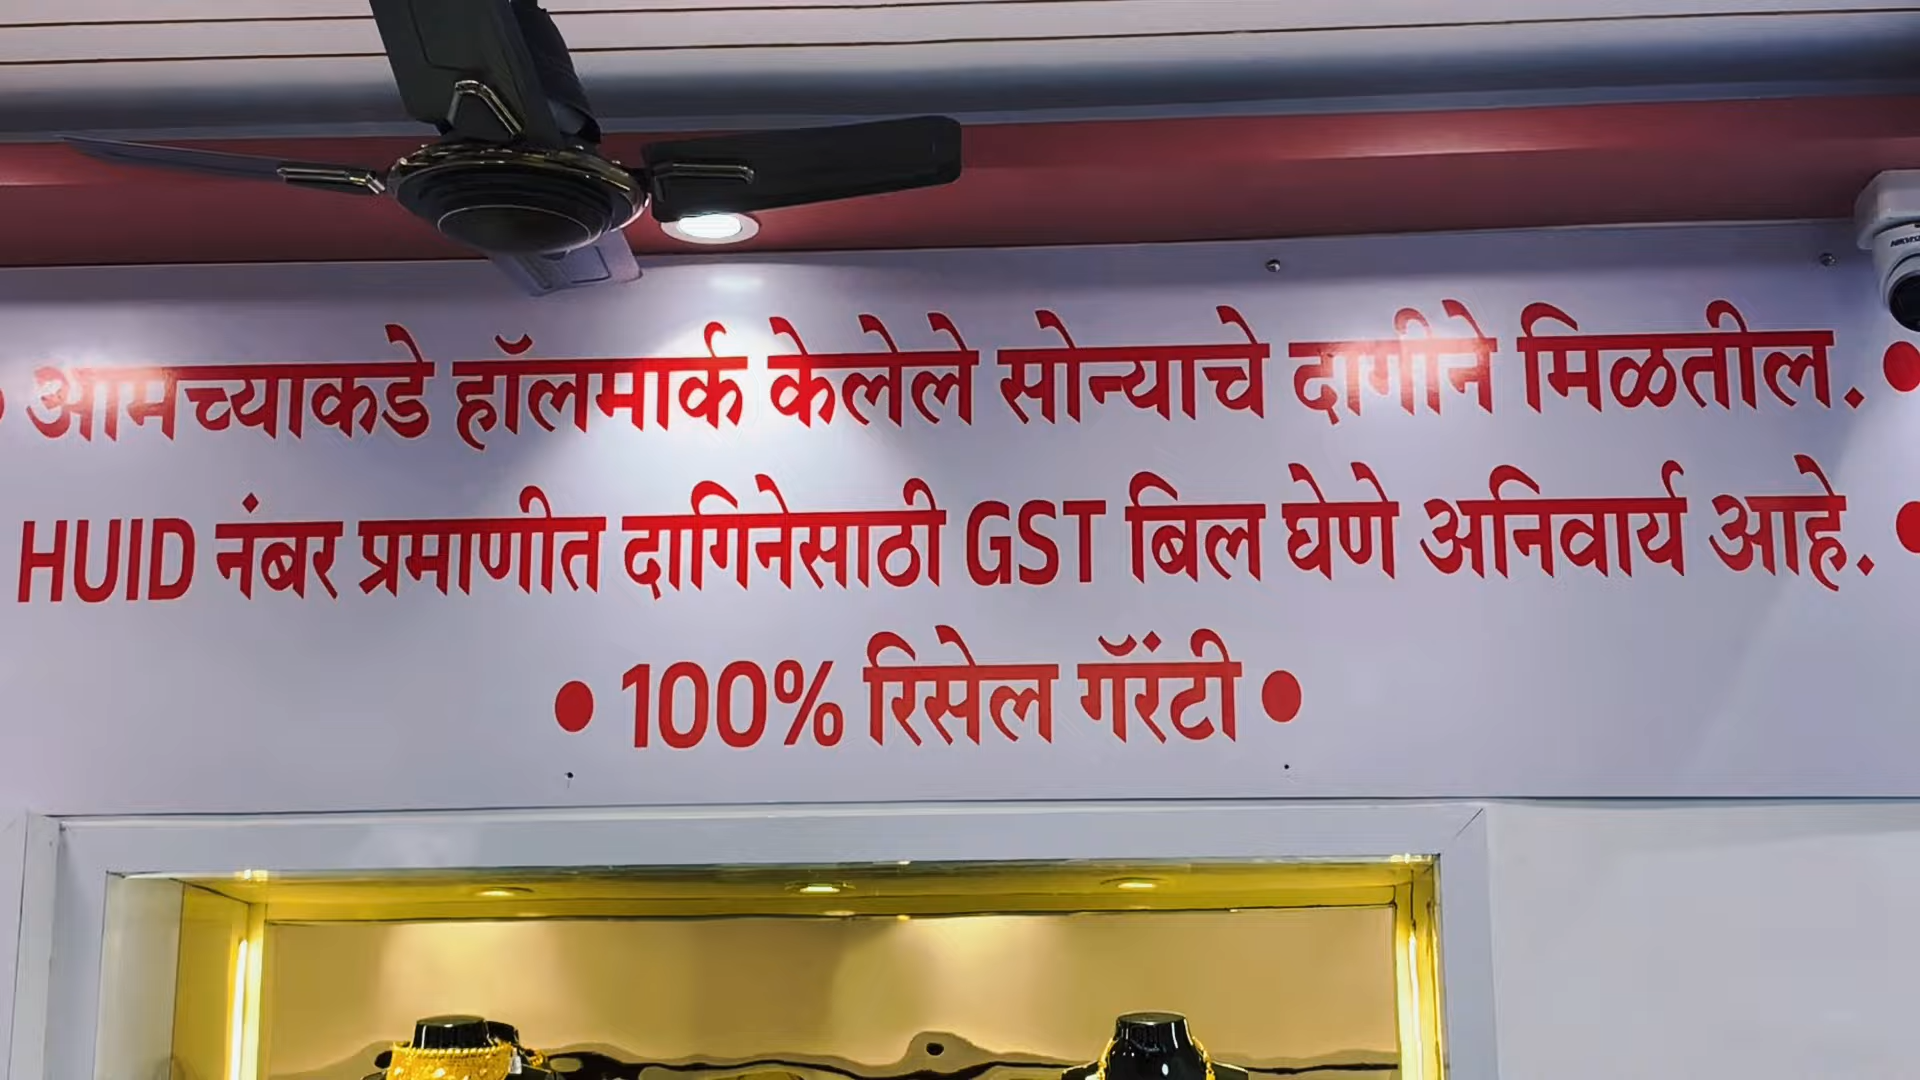 • आमच्याकडे हॉलमार्क केलेले सोन्याचे दागीने मिळतील. •
HUID नंबर प्रमाणीत दागिनेसाठी GST बिल घेणे अनिवार्य आहे. •
• 100% रिसेल गॅरंटी •